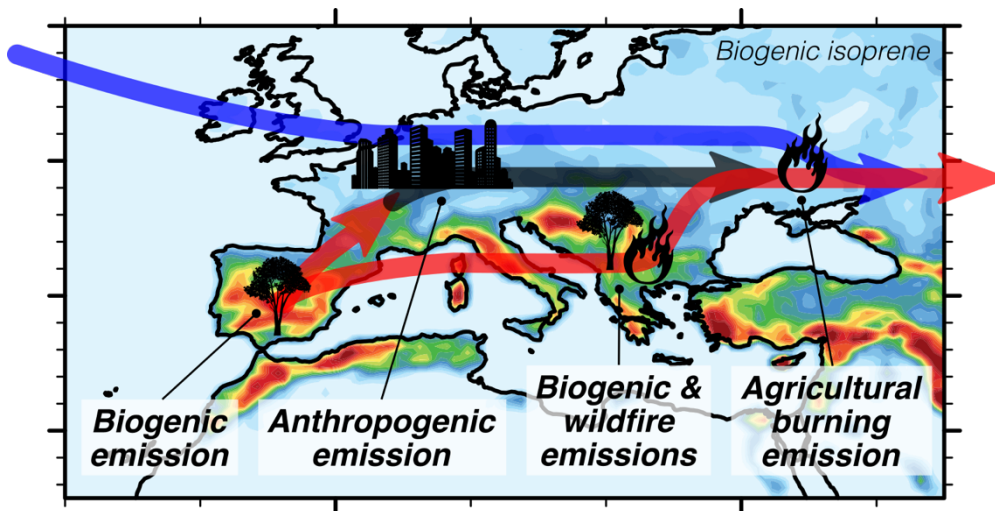 Biogenic isoprene
Biogenic
emission
Anthropogenic
emission
Biogenic &
wildfire
emissions
Agricultural
burning
emission